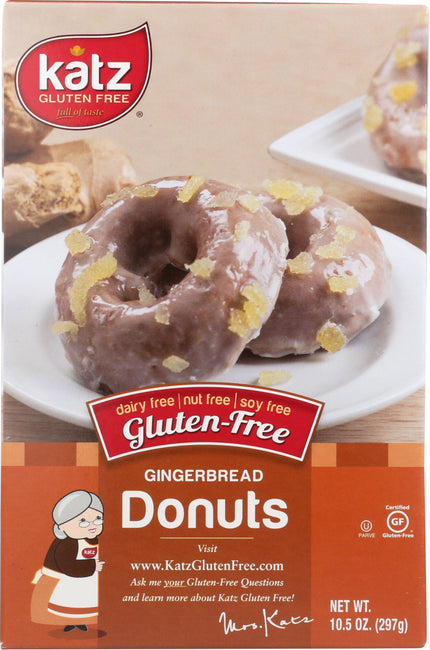 katz
GLUTEN FREE
full of taste
®
dairy free | nut free | soy free
Gluten-Free
GINGERBREAD
Donuts
Visit
www.KatzGlutenFree.com
Ask me your Gluten-Free Questions
and learn more about Katz Gluten Free!
Mrs. Katz
katz
U
PARVE
Certified
GF
Gluten-Free
NET WT.
10.5 OZ. (297g)